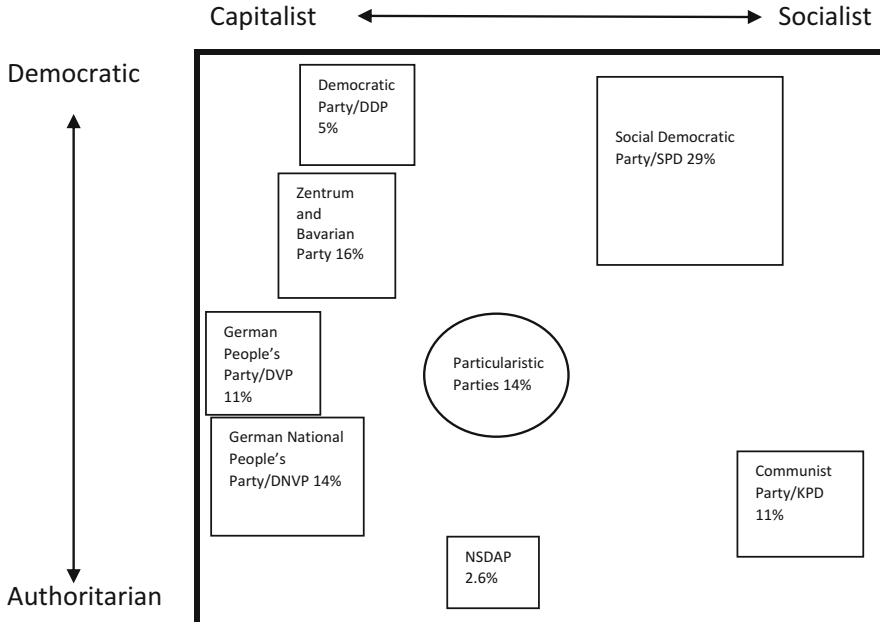 Capitalist
Socialist
Democratic
Democratic
Party/DDP
5%
Social Democratic
Party/SPD 29%
Zentrum
and
Bavarian
Party 16%
German
People's
Party/DVP
11%
Particularistic
Parties 14%
German National
People's
Party/DNVP 14%
Communist
Party/KPD
11%
NSDAP
2.6%
Authoritarian